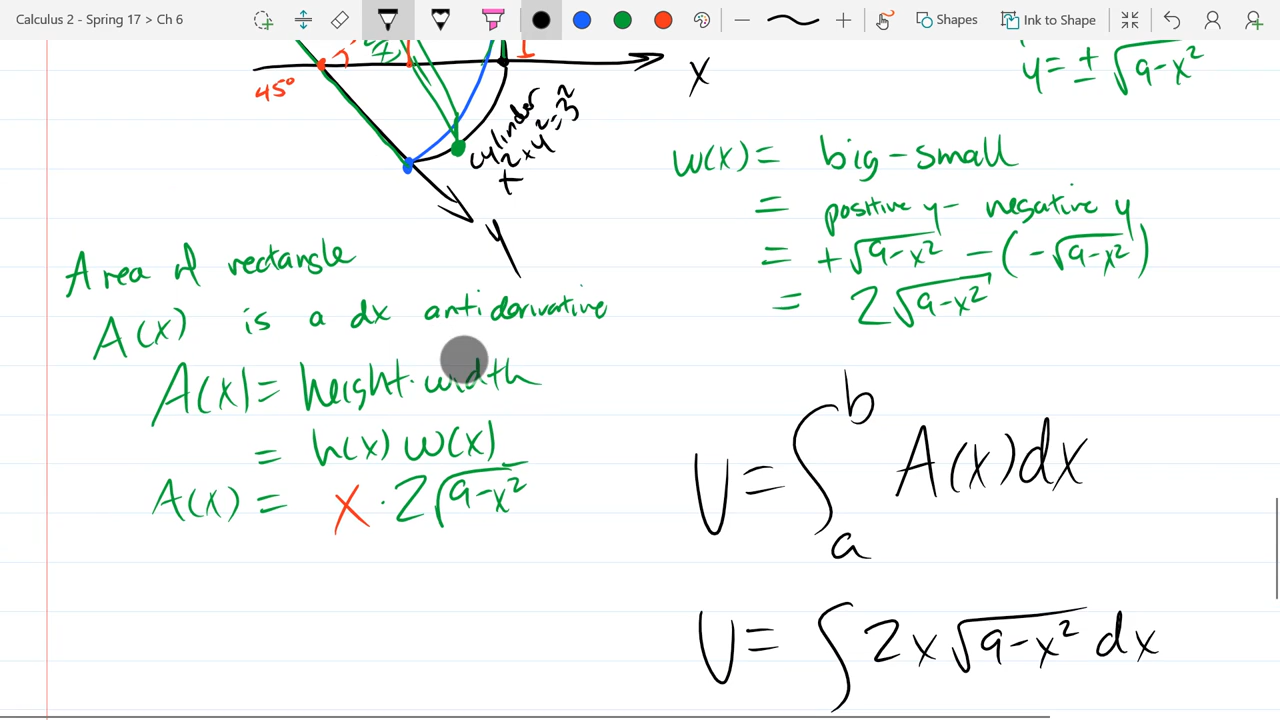 Calculus 2 - Spring 17 > Ch 6
Shapes
Ink to Shape
45°
1
X
cylinder
x² + y² = 3²
y
y = ± √9-x²
w(x) = big - small
= positive y - negative y
= + √9-x² - (-√9-x²)
= 2√9-x²
Area of rectangle
A(x) is a dx antiderivative
A(x) = height · width
= h(x) w(x)
A(x) = x · 2√9-x²
V = ∫ₐᵇ A(x)dx
V = ∫ 2x √9-x² dx